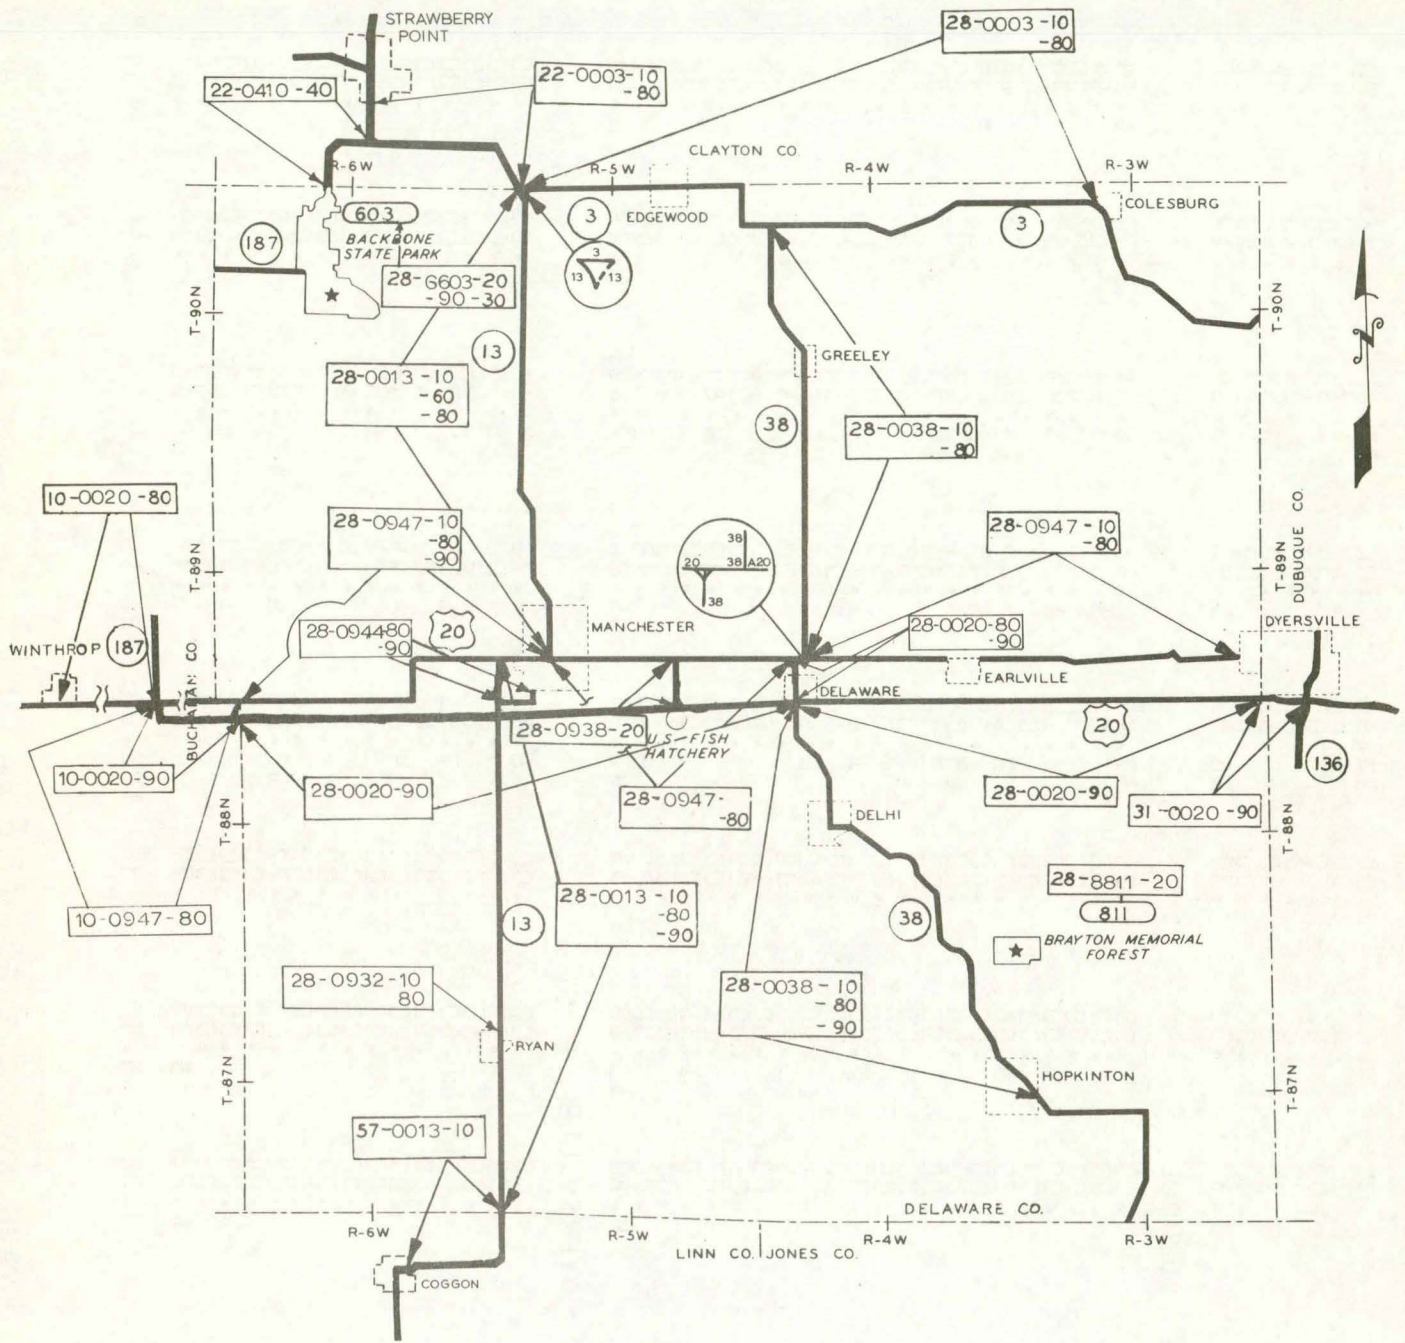 STRAWBERRY
POINT
28-0003-10
-80
22-0003-10
-80
22-0410-40
CLAYTON CO.
R-6W
R-5W
R-4W
R-3W
EDGEWOOD
COLESBURG
603
BACKBONE
STATE PARK
187
3
3
3
13 13
28-6603-20
-90-30
T-90N
T-90N
N
13
GREELEY
28-0013-10
-60
-80
38
28-0038-10
-80
10-0020-80
28-0947-10
-80
-90
28-0947-10
-80
T-89N
T-89N
DUBUQUE CO.
38
20 38 A20
38
MANCHESTER
28-0944-80
-90
20
28-0020-80
-90
DYERSVILLE
WINTHROP
187
BUCHANAN CO.
EARLVILLE
DELAWARE
20
28-0938-20
U.S. FISH
HATCHERY
10-0020-90
28-0020-90
28-0947-
-80
28-0020-90
31-0020-90
136
T-88N
T-88N
DELHI
28-8811-20
811
10-0947-80
28-0013-10
-80
-90
13
38
BRAYTON MEMORIAL
FOREST
28-0932-10
80
28-0038-10
-80
-90
RYAN
HOPKINTON
T-87N
T-87N
57-0013-10
DELAWARE CO.
R-6W
R-5W
R-4W
R-3W
LINN CO. JONES CO.
COGGON